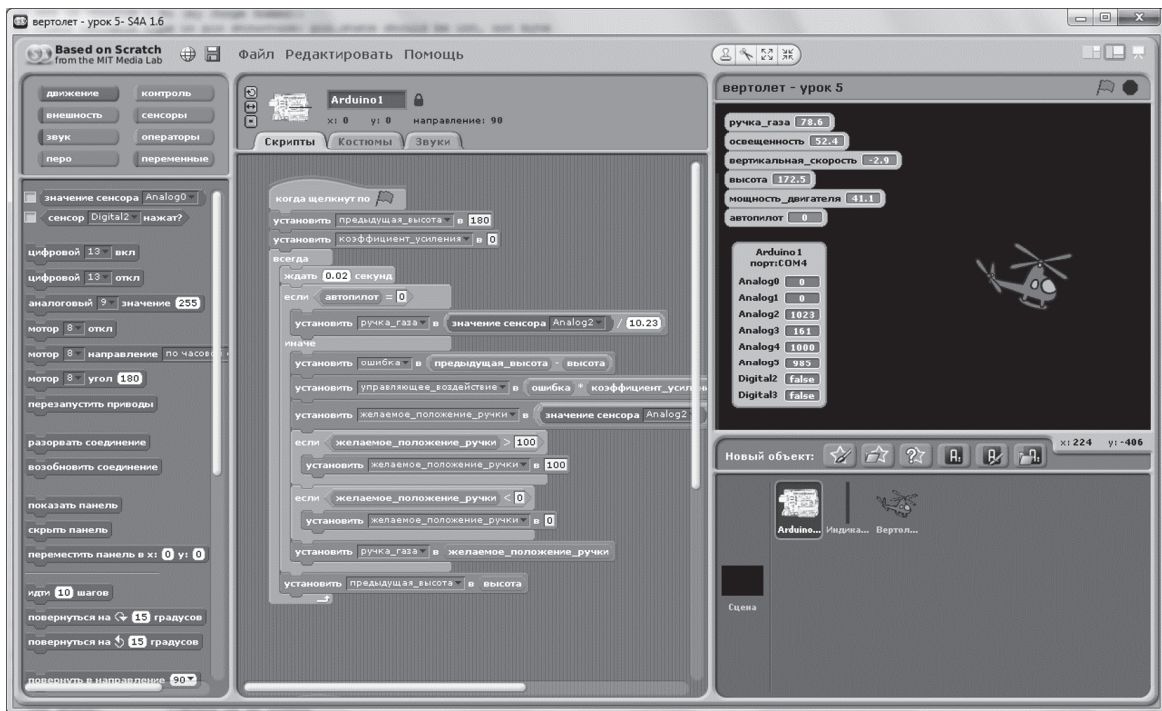 вертолет - урок 5- S4A 1.6
Based on Scratch
from the MIT Media Lab
Файл Редактировать Помощь
движение контроль
внешность сенсоры
звук операторы
перо переменные
значение сенсора Analog0
сенсор Digital2 нажат?
цифровой 13 вкл
цифровой 13 откл
аналоговый 9 значение 255
мотор 8 откл
мотор 8 направление по часовой
мотор 8 угол 180
перезапустить приводы
разорвать соединение
возобновить соединение
показать панель
скрыть панель
переместить панель в x: 0 y: 0
идти 10 шагов
повернуться на 15 градусов
повернуться на 15 градусов
повернуть в направление 90
Arduino1
x: 0 y: 0 направление: 90
Скрипты Костюмы Звуки
когда щелкнут по
установить предыдущая_высота в 180
установить коэффициент_усиления в 0
всегда
ждать 0.02 секунд
если автопилот = 0
установить ручка_газа в значение сенсора Analog2 / 10.23
иначе
установить ошибка в предыдущая_высота - высота
установить управляющее_воздействие в ошибка * коэффициент_усилен
установить желаемое_положение_ручки в значение сенсора Analog2
если желаемое_положение_ручки > 100
установить желаемое_положение_ручки в 100
если желаемое_положение_ручки < 0
установить желаемое_положение_ручки в 0
установить ручка_газа в желаемое_положение_ручки
установить предыдущая_высота в высота
вертолет - урок 5
ручка_газа 78.6
освещенность 52.4
вертикальная_скорость -2.9
высота 172.5
мощность_двигателя 41.1
автопилот 0
Arduino1
порт:COM4
Analog0 0
Analog1 0
Analog2 1023
Analog3 161
Analog4 1000
Analog5 985
Digital2 false
Digital3 false
x: 224 y: -406
Новый объект:
Arduino... Индика... Вертол...
Сцена